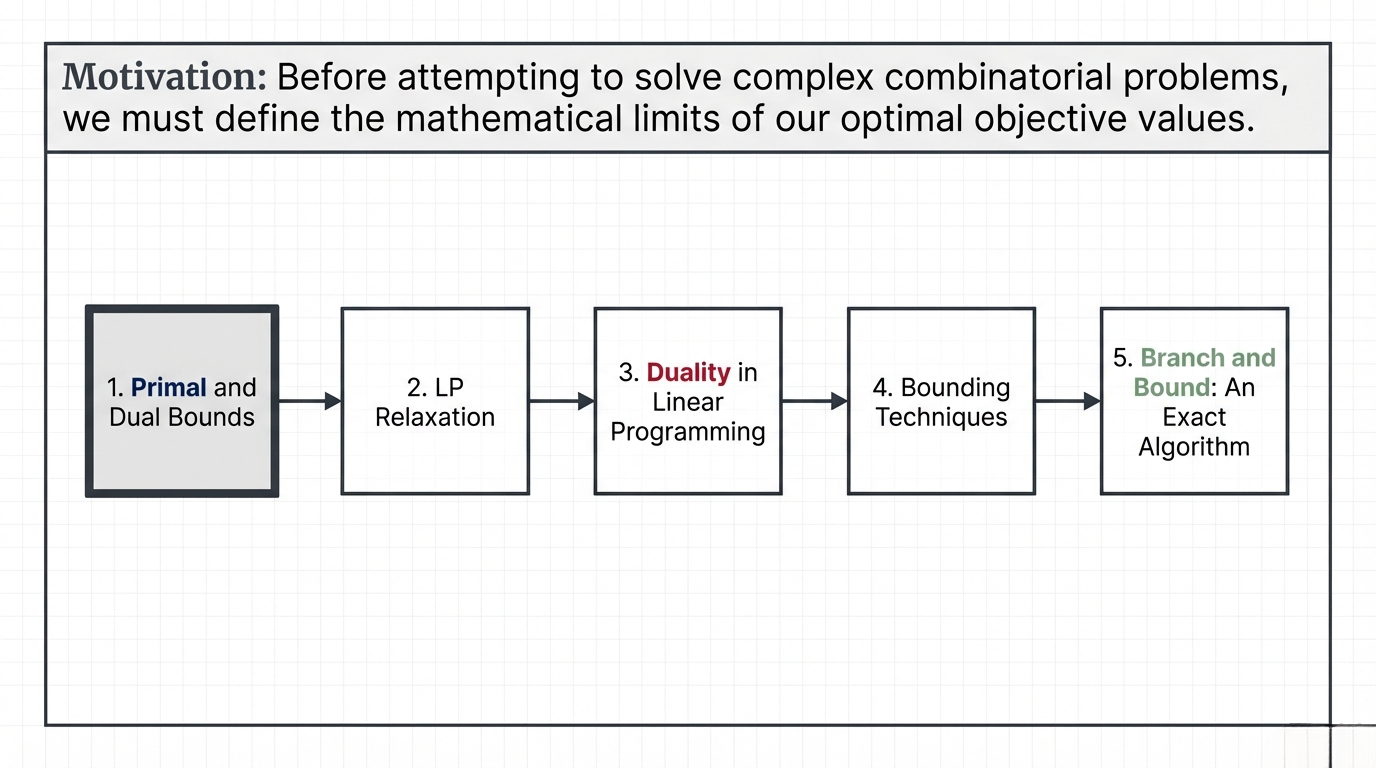 Motivation: Before attempting to solve complex combinatorial problems,
we must define the mathematical limits of our optimal objective values.
1. Primal and
Dual Bounds
2. LP
Relaxation
3. Duality in
Linear
Programming
4. Bounding
Techniques
5. Branch and
Bound: An
Exact
Algorithm